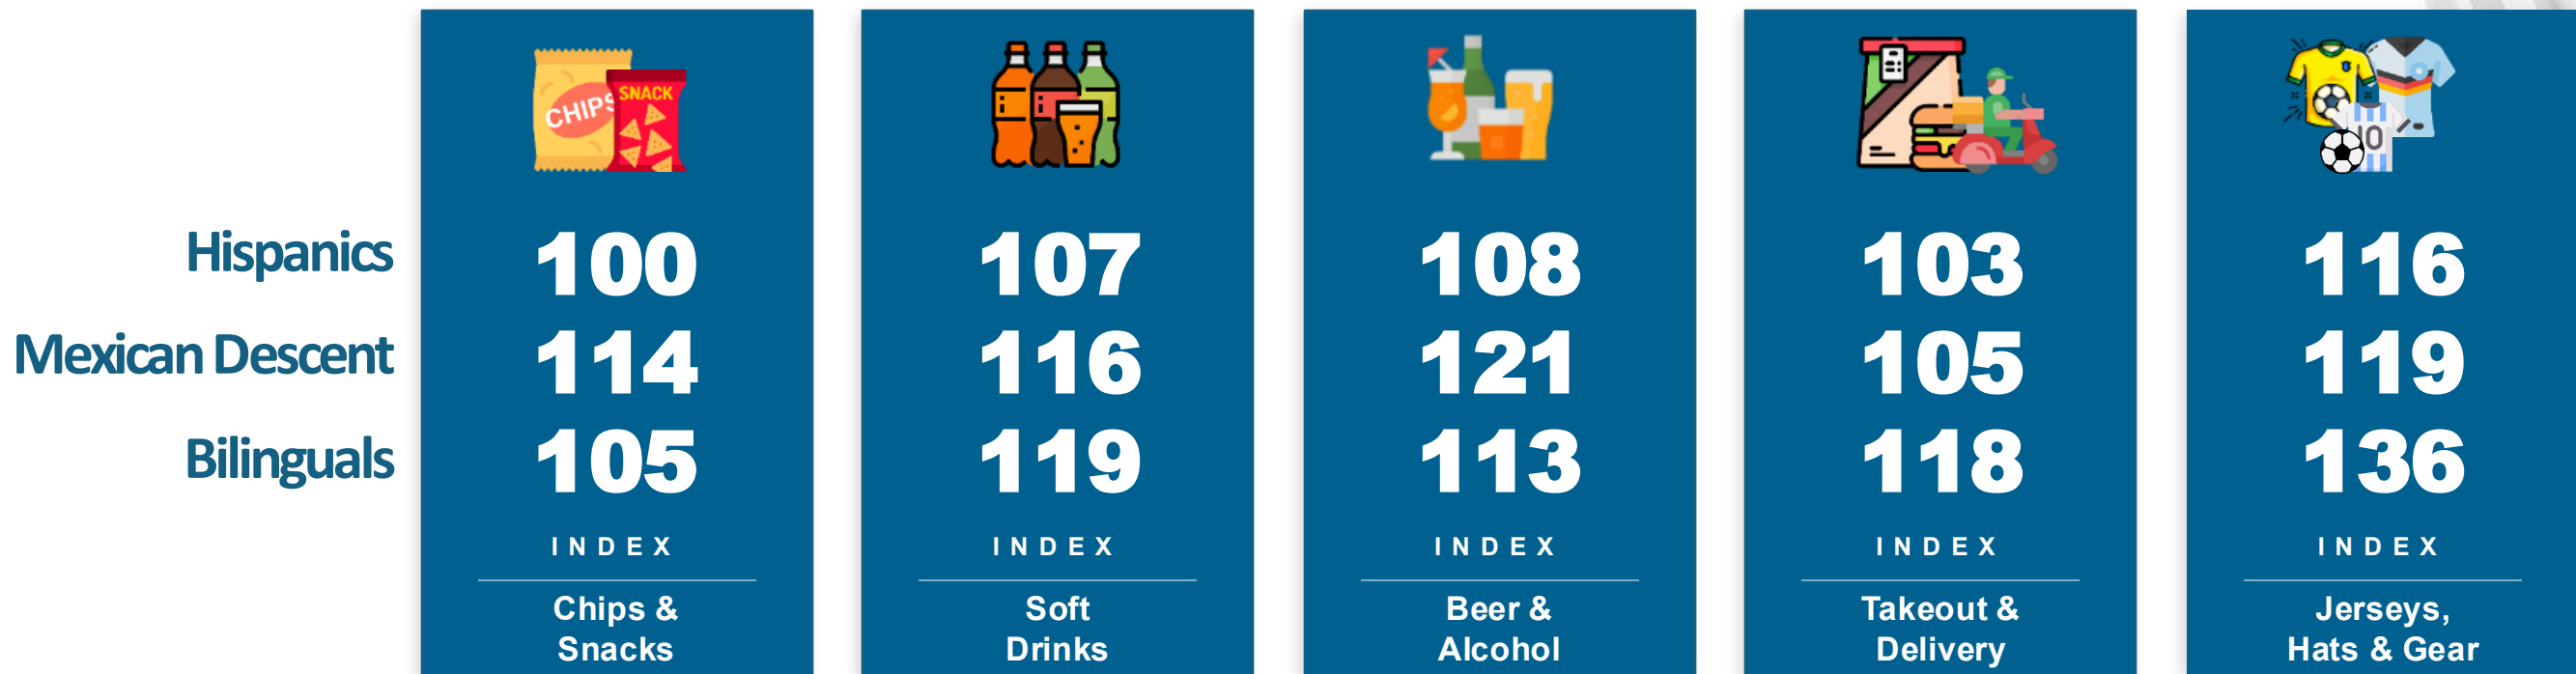 CHIPS
SNACK
10
Hispanics 100 107 108 103 116
Mexican Descent 114 116 121 105 119
Bilinguals 105 119 113 118 136
INDEX INDEX INDEX INDEX INDEX
Chips & Soft Beer & Takeout & Jerseys,
Snacks Drinks Alcohol Delivery Hats & Gear